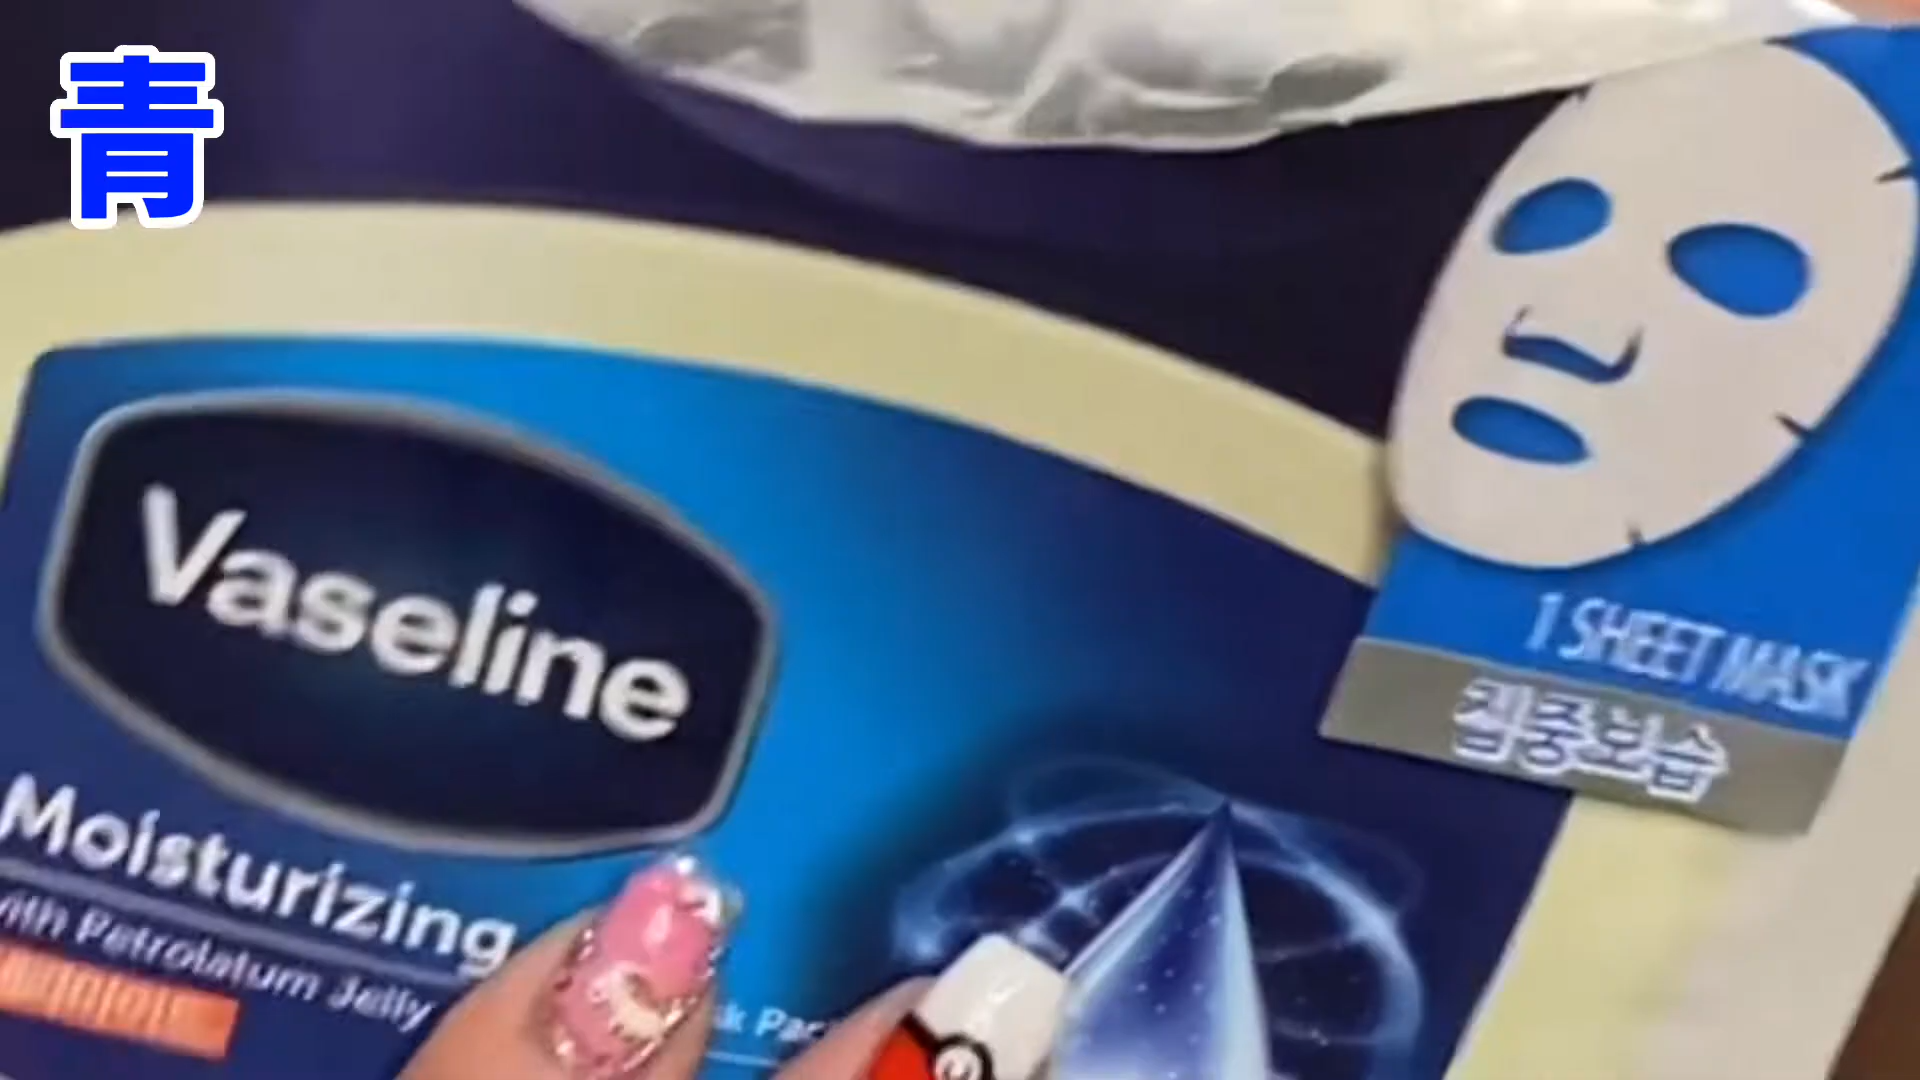 青
Vaseline
1 SHEET MASK
집중보습
Moisturizing
with Petrolatum Jelly